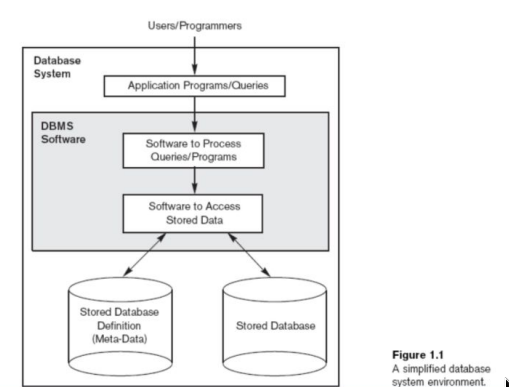 Users/Programmers
Database
System
Application Programs/Queries
DBMS
Software
Software to Process
Queries/Programs
Software to Access
Stored Data
Stored Database
Definition
(Meta-Data)
Stored Database
Figure 1.1
A simplified database
system environment.